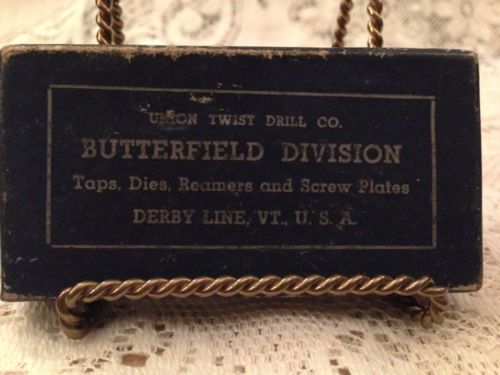 UNION TWIST DRILL CO.
BUTTERFIELD DIVISION
Taps, Dies, Reamers and Screw Plates
DERBY LINE, VT., U. S. A.